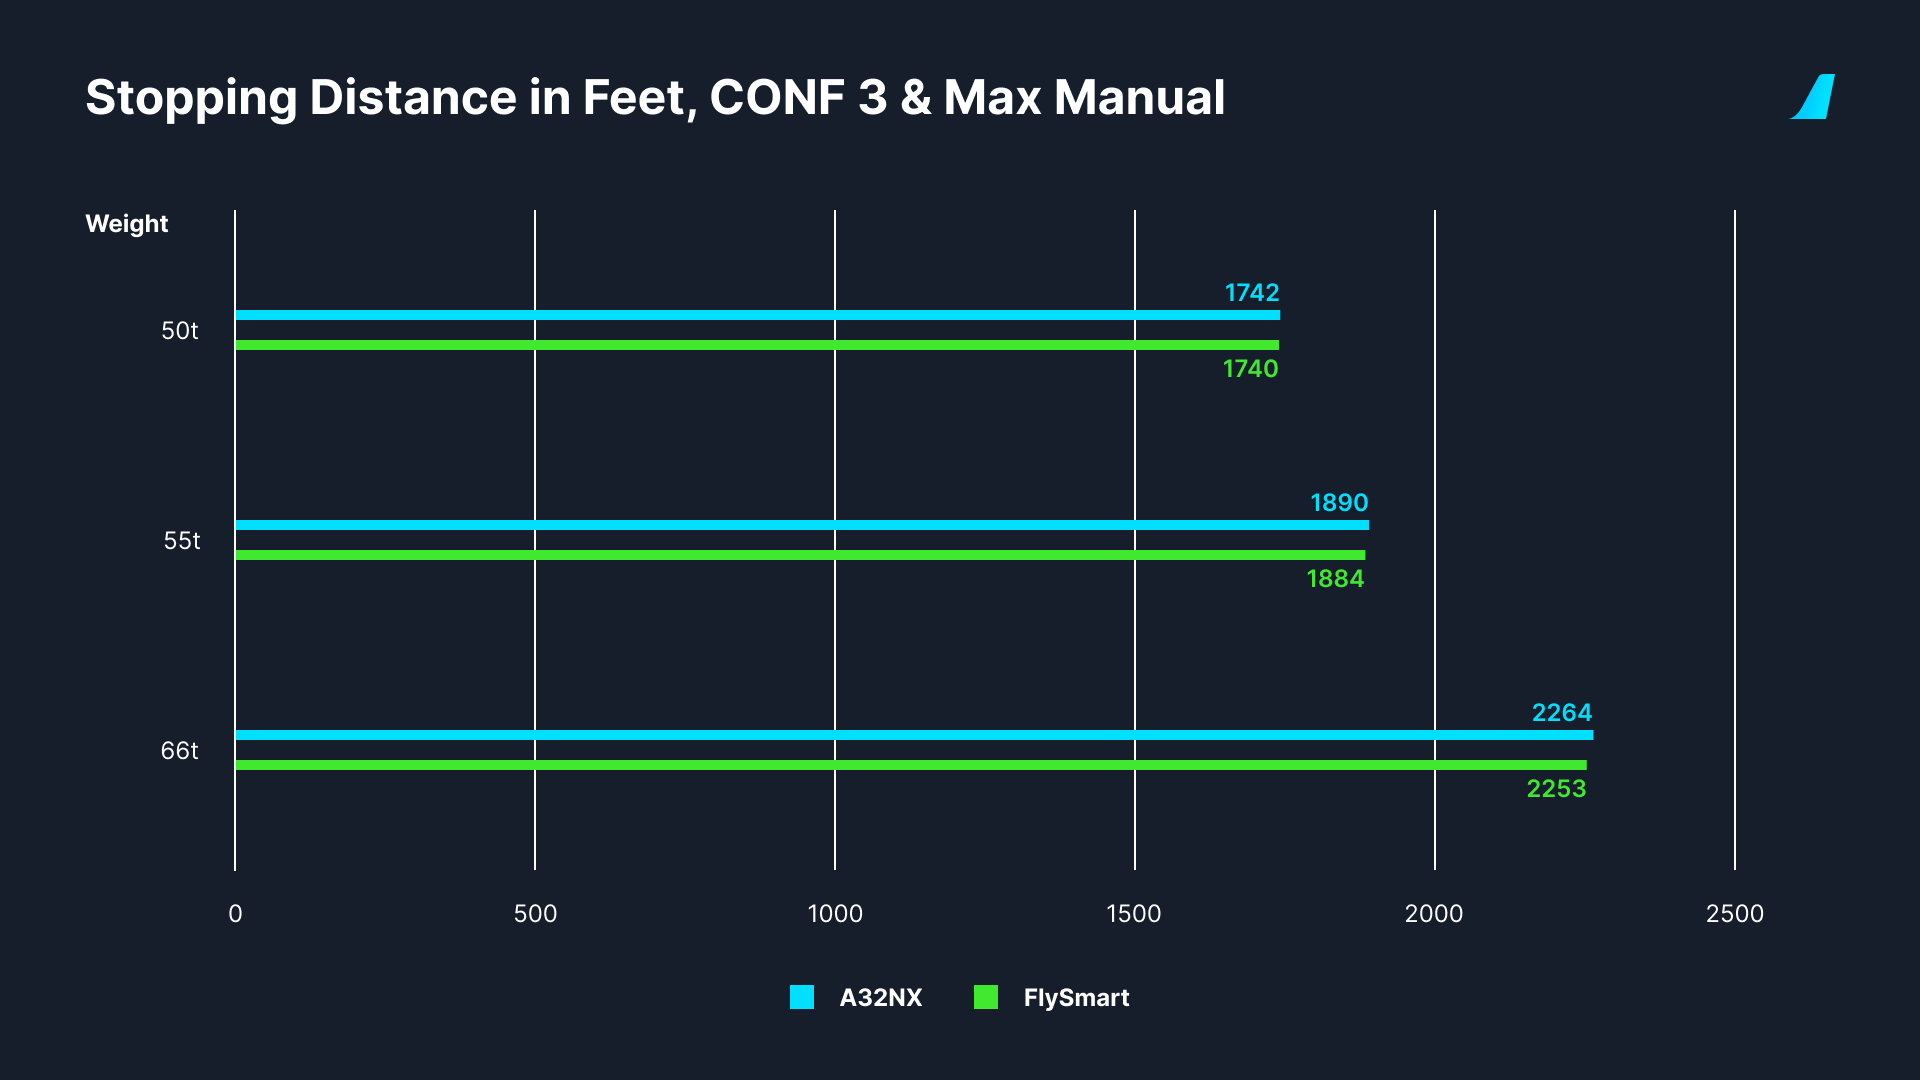 Stopping Distance in Feet, CONF 3 & Max Manual
Weight
1742
50t
1740
1890
55t
1884
2264
66t
2253
0 500 1000 1500 2000 2500
A32NX FlySmart